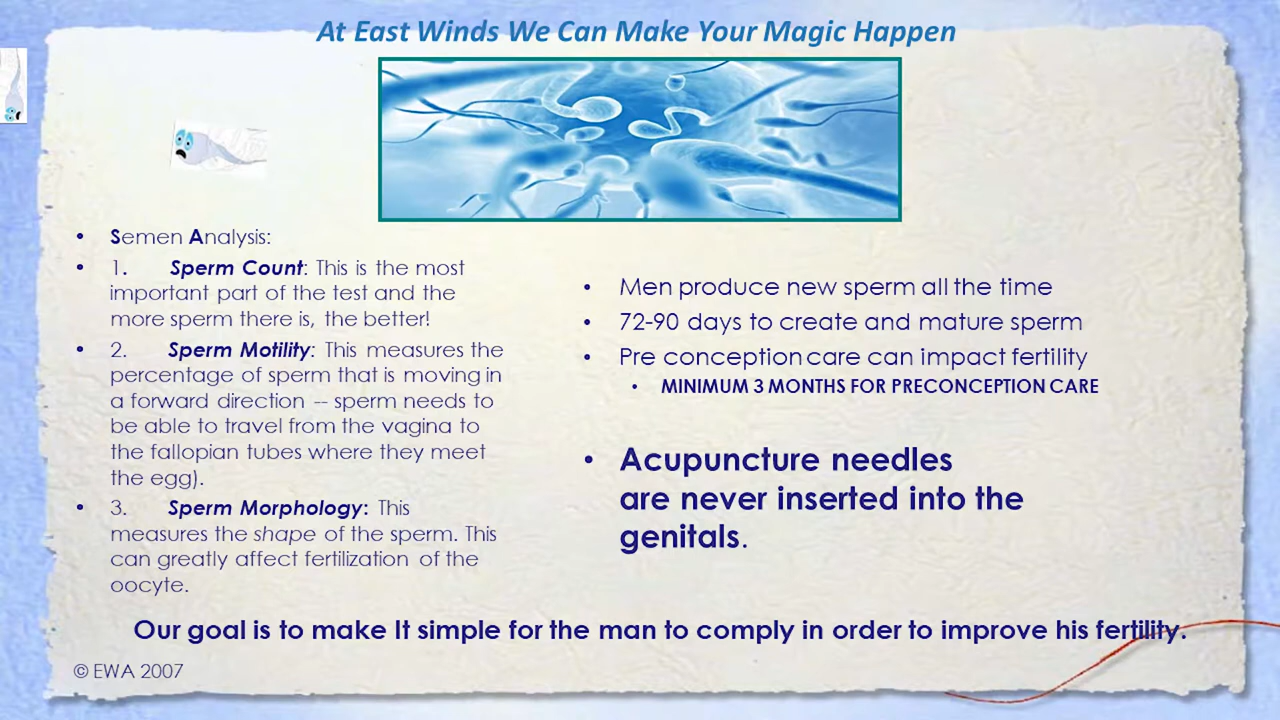 At East Winds We Can Make Your Magic Happen
• Semen Analysis:
• 1. Sperm Count: This is the most
important part of the test and the
more sperm there is, the better!
• 2. Sperm Motility: This measures the
percentage of sperm that is moving in
a forward direction -- sperm needs to
be able to travel from the vagina to
the fallopian tubes where they meet
the egg).
• 3. Sperm Morphology: This
measures the shape of the sperm. This
can greatly affect fertilization of the
oocyte.
• Men produce new sperm all the time
• 72-90 days to create and mature sperm
• Pre conception care can impact fertility
• MINIMUM 3 MONTHS FOR PRECONCEPTION CARE
• Acupuncture needles
are never inserted into the
genitals.
Our goal is to make It simple for the man to comply in order to improve his fertility.
© EWA 2007